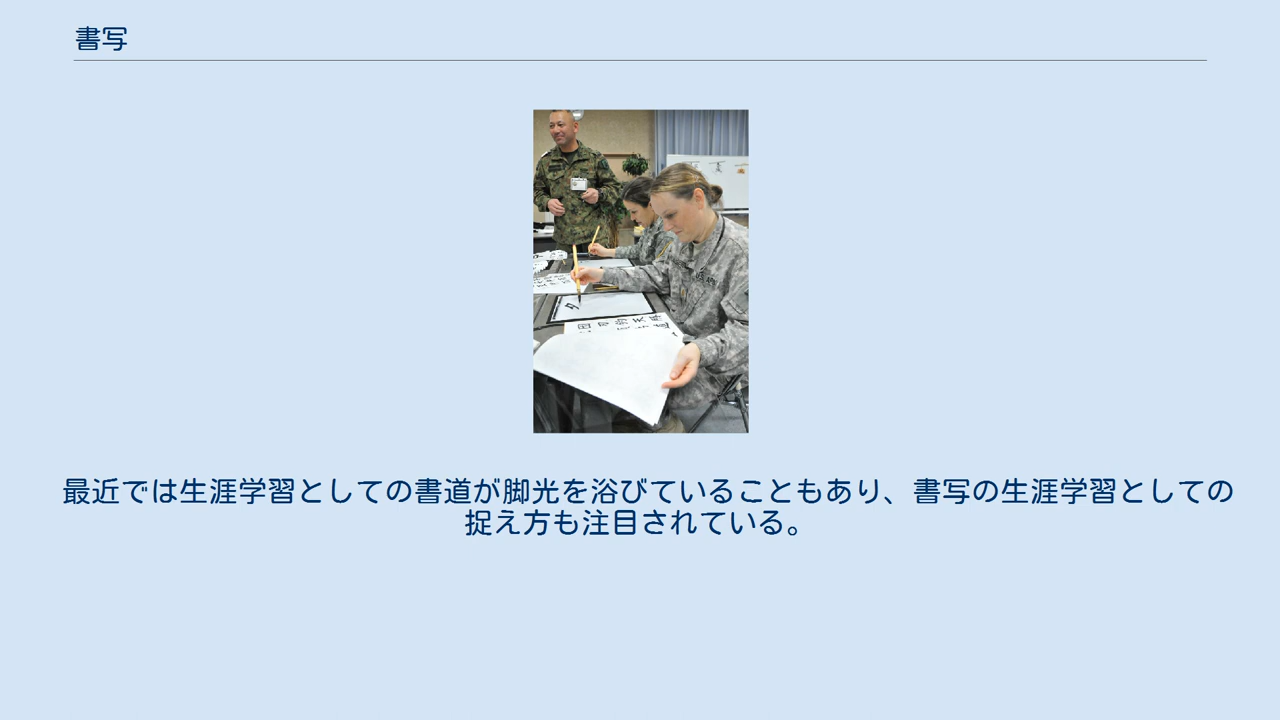 書写
最近では生涯学習としての書道が脚光を浴びていることもあり、書写の生涯学習としての
捉え方も注目されている。